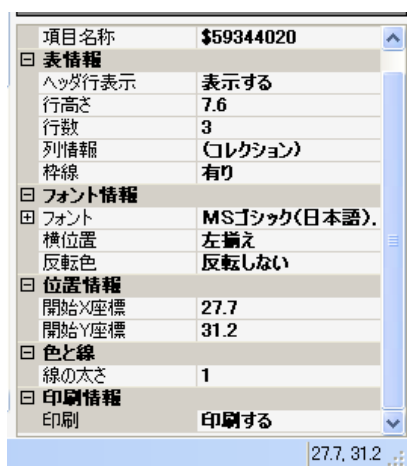 項目名称 $59344020
表情報
ヘッダ行表示 表示する
行高さ 7.6
行数 3
列情報 (コレクション)
枠線 有り
フォント情報
フォント MSゴシック(日本語).
横位置 左揃え
反転色 反転しない
位置情報
開始X座標 27.7
開始Y座標 31.2
色と線
線の太さ 1
印刷情報
印刷 印刷する
27.7, 31.2